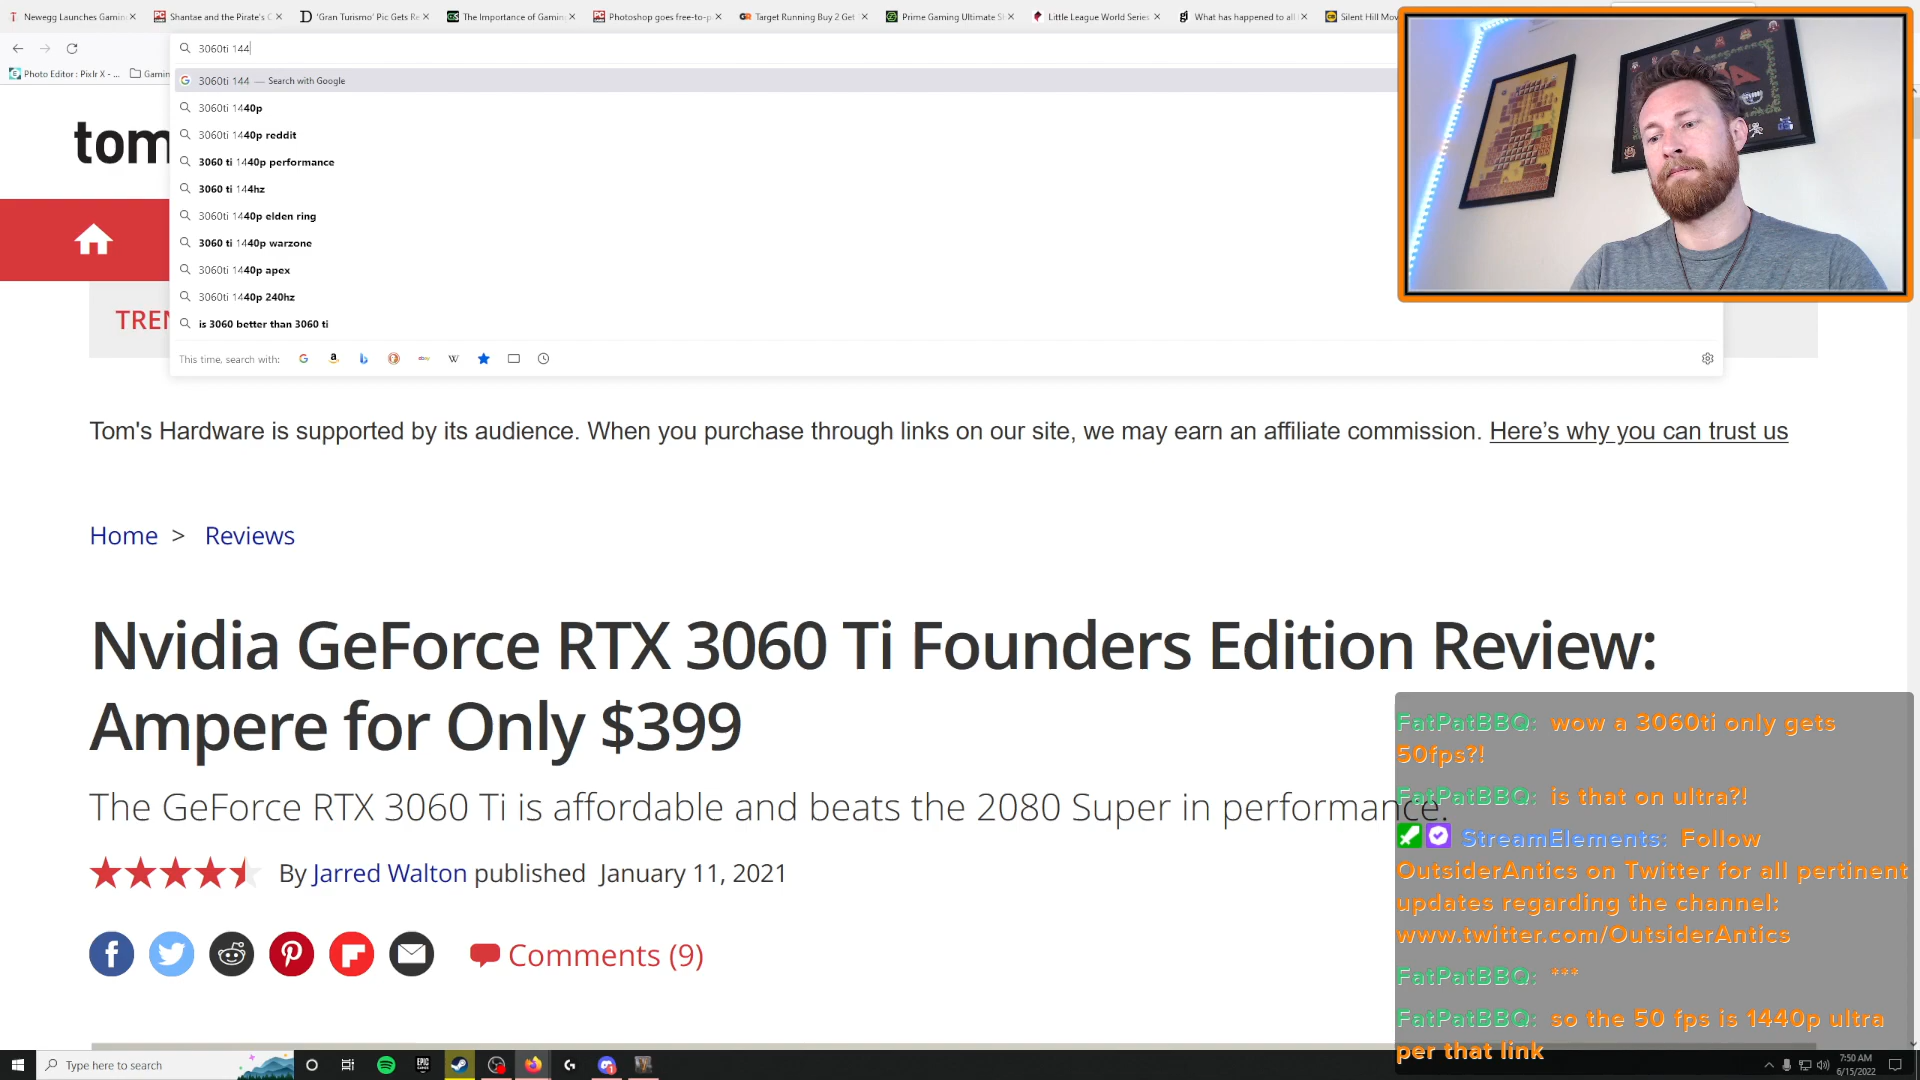 Newegg Launches Gamin
Shantae and the Pirate's C
'Gran Turismo' Pic Gets Re
The Importance of Gamin
Photoshop goes free-to-p
Target Running Buy 2 Get
Prime Gaming Ultimate S
Little League World Series
What has happened to all
Silent Hill Mov
3060ti 144
Photo Editor : Pixlr X - ...
Gamin
3060ti 144 — Search with Google
3060ti 1440p
3060ti 1440p reddit
3060 ti 1440p performance
3060 ti 144hz
3060ti 1440p elden ring
3060 ti 1440p warzone
3060ti 1440p apex
3060ti 1440p 240hz
is 3060 better than 3060 ti
This time, search with:
tom
TREN
Tom's Hardware is supported by its audience. When you purchase through links on our site, we may earn an affiliate commission. Here's why you can trust us
Home > Reviews
Nvidia GeForce RTX 3060 Ti Founders Edition Review:
Ampere for Only $399
The GeForce RTX 3060 Ti is affordable and beats the 2080 Super in performance.
By Jarred Walton published January 11, 2021
Comments (9)
FatPatBBQ: wow a 3060ti only gets
50fps?!
FatPatBBQ: is that on ultra?!
StreamElements: Follow
OutsiderAntics on Twitter for all pertinent
updates regarding the channel:
www.twitter.com/OutsiderAntics
FatPatBBQ: ***
FatPatBBQ: so the 50 fps is 1440p ultra
per that link
Type here to search
7:50 AM
6/15/2022